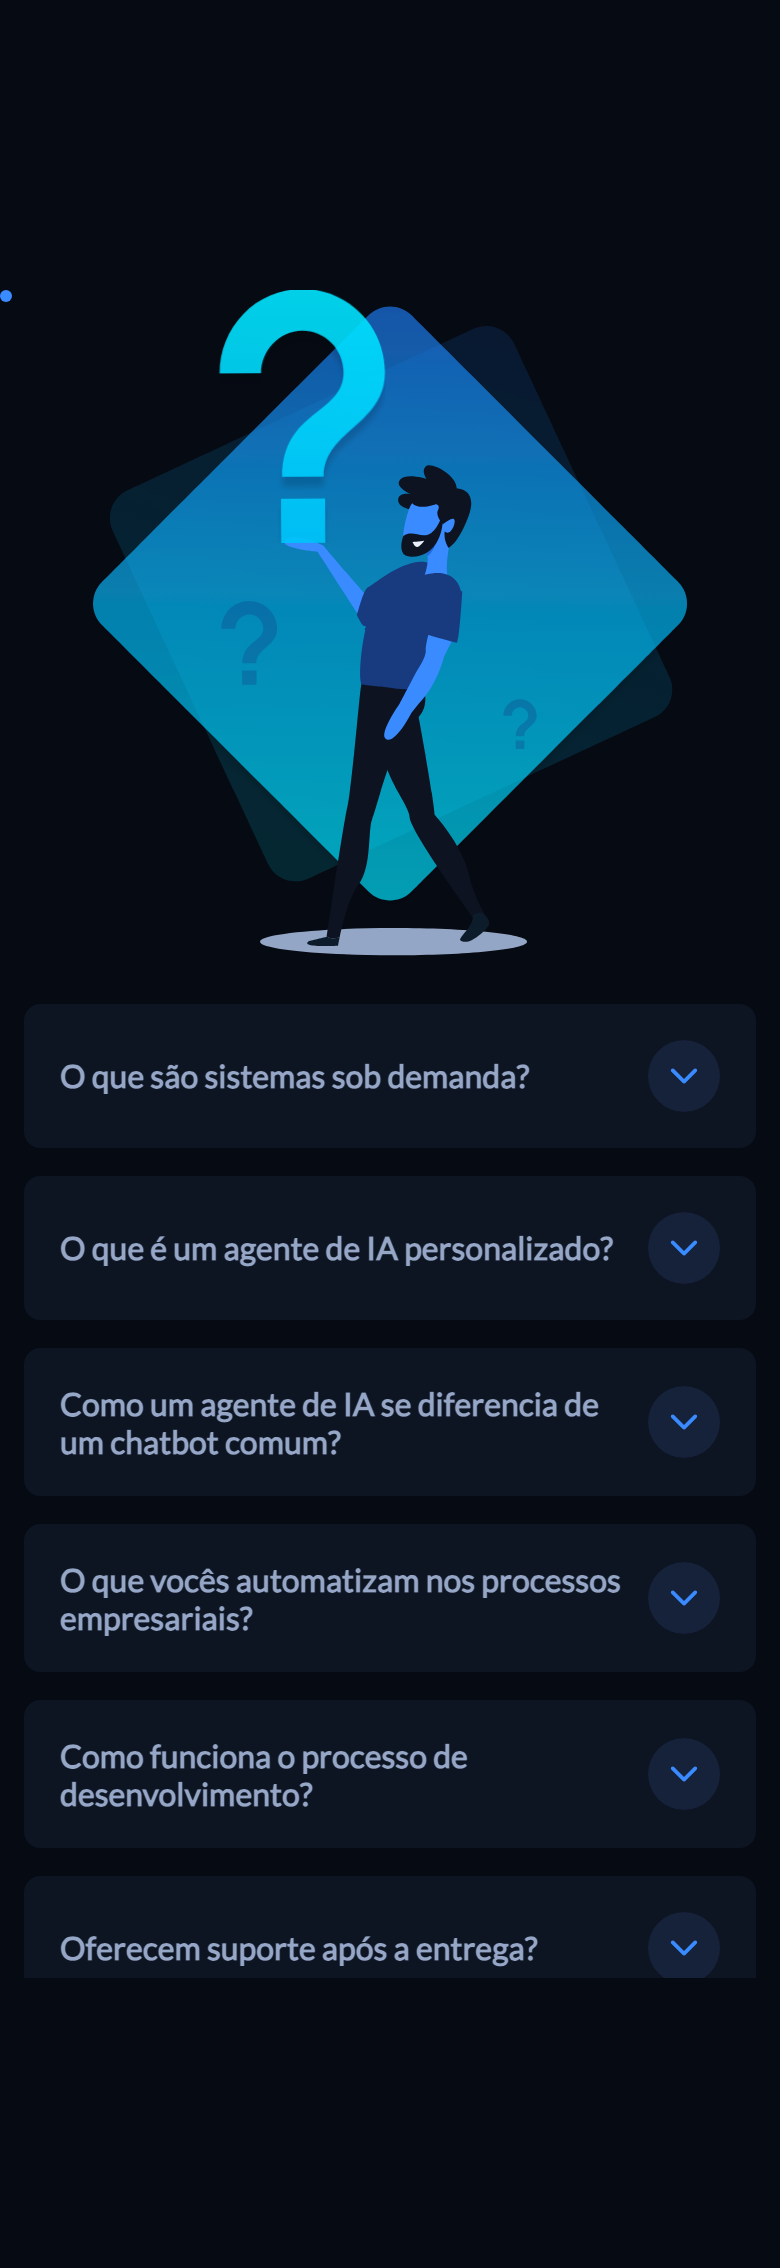 ?
?
?
O que são sistemas sob demanda?
O que é um agente de IA personalizado?
Como um agente de IA se diferencia de
um chatbot comum?
O que vocês automatizam nos processos
empresariais?
Como funciona o processo de
desenvolvimento?
Oferecem suporte após a entrega?